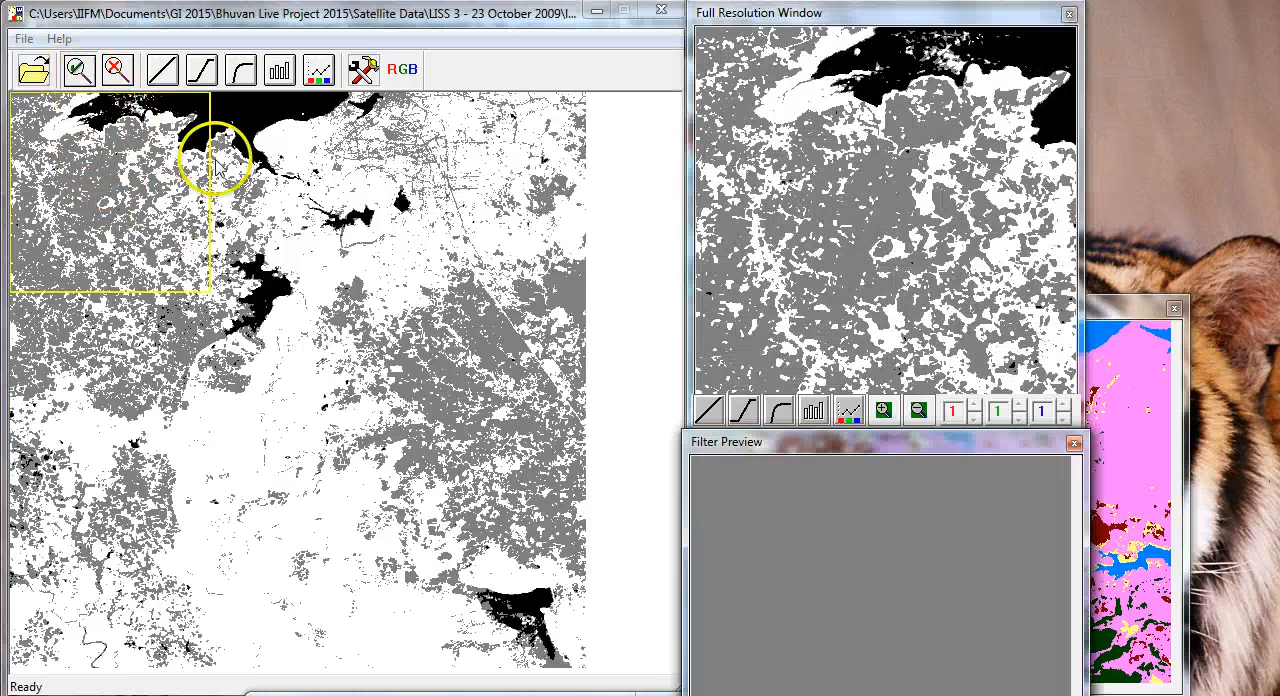 C:\Users\IIFM\Documents\GI 2015\Bhuvan Live Project 2015\Satellite Data\LISS 3 - 23 October 2009\I...
File Help
RGB
Ready
Full Resolution Window
1 1 1
Filter Preview